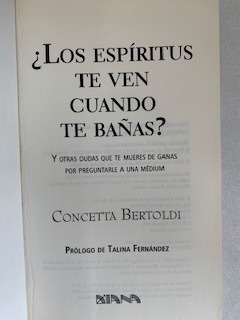 ¿LOS ESPÍRITUS
TE VEN
CUANDO
TE BAÑAS?
Y OTRAS DUDAS QUE TE MUERES DE GANAS
POR PREGUNTARLE A UNA MÉDIUM
CONCETTA BERTOLDI
PRÓLOGO DE TALINA FERNÁNDEZ
DIANA